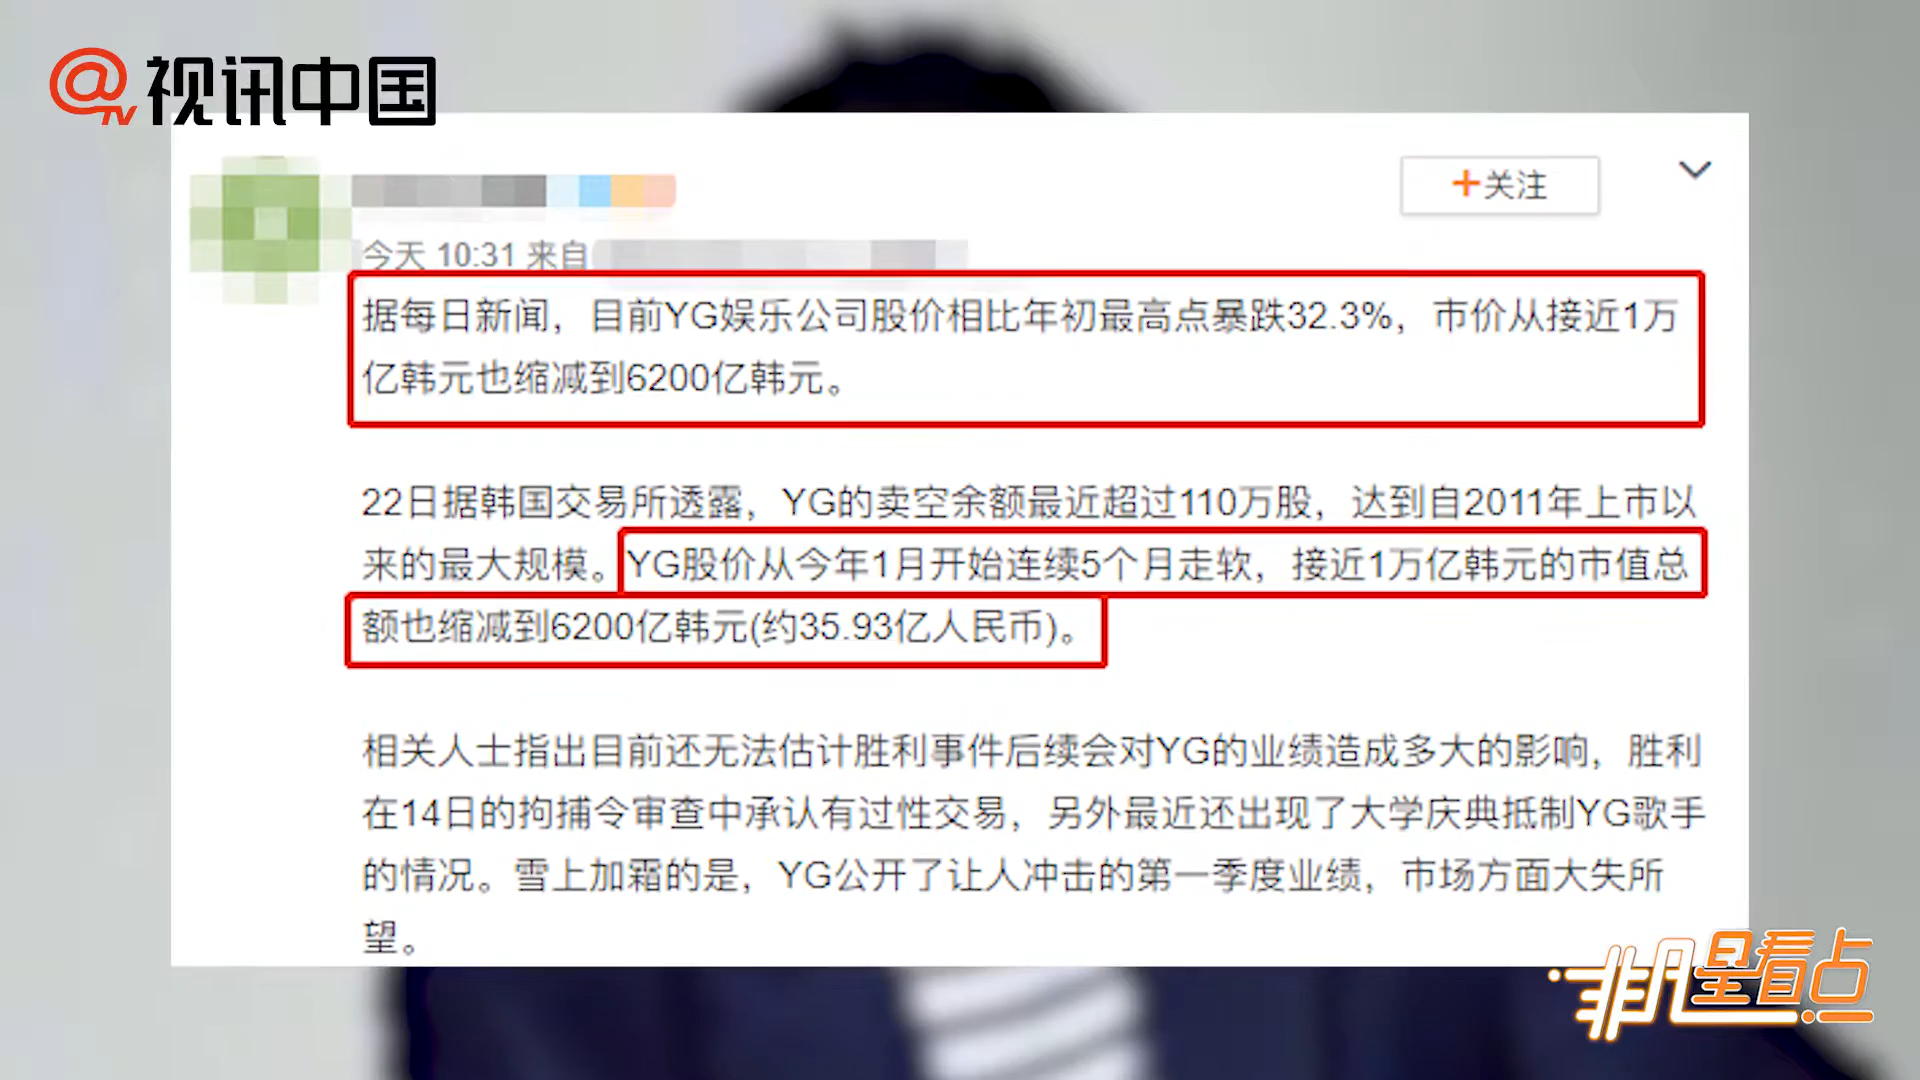 @TV 视讯中国
+关注
今天 10:31 来自
据每日新闻，目前YG娱乐公司股价相比年初最高点暴跌32.3%，市价从接近1万
亿韩元也缩减到6200亿韩元。
22日据韩国交易所透露，YG的卖空余额最近超过110万股，达到自2011年上市以
来的最大规模。YG股价从今年1月开始连续5个月走软，接近1万亿韩元的市值总
额也缩减到6200亿韩元(约35.93亿人民币)。
相关人士指出目前还无法估计胜利事件后续会对YG的业绩造成多大的影响，胜利
在14日的拘捕令审查中承认有过性交易，另外最近还出现了大学庆典抵制YG歌手
的情况。雪上加霜的是，YG公开了让人冲击的第一季度业绩，市场方面大失所
望。
非凡星看点